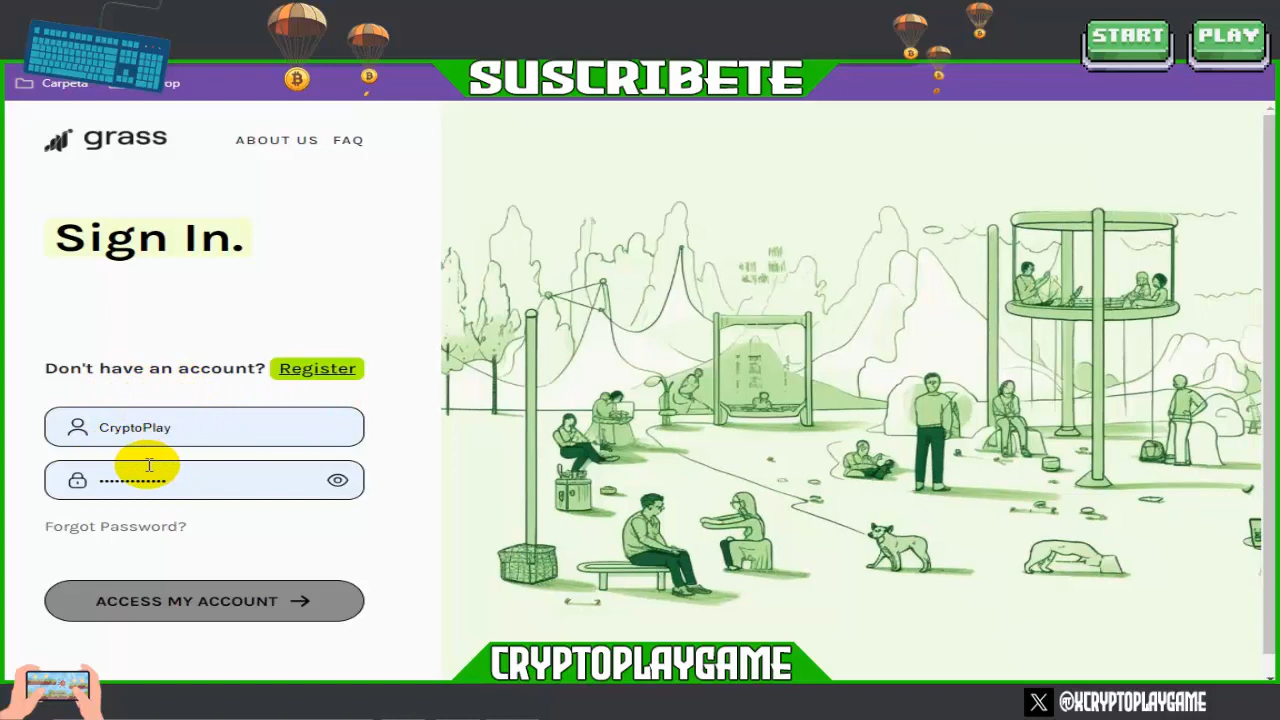 START PLAY
SUSCRIBETE
Carpeta
grass ABOUT US FAQ
Sign In.
Don't have an account? Register
CryptoPlay
Forgot Password?
ACCESS MY ACCOUNT
CRYPTOPLAYGAME
X @XCRYPTOPLAYGAME